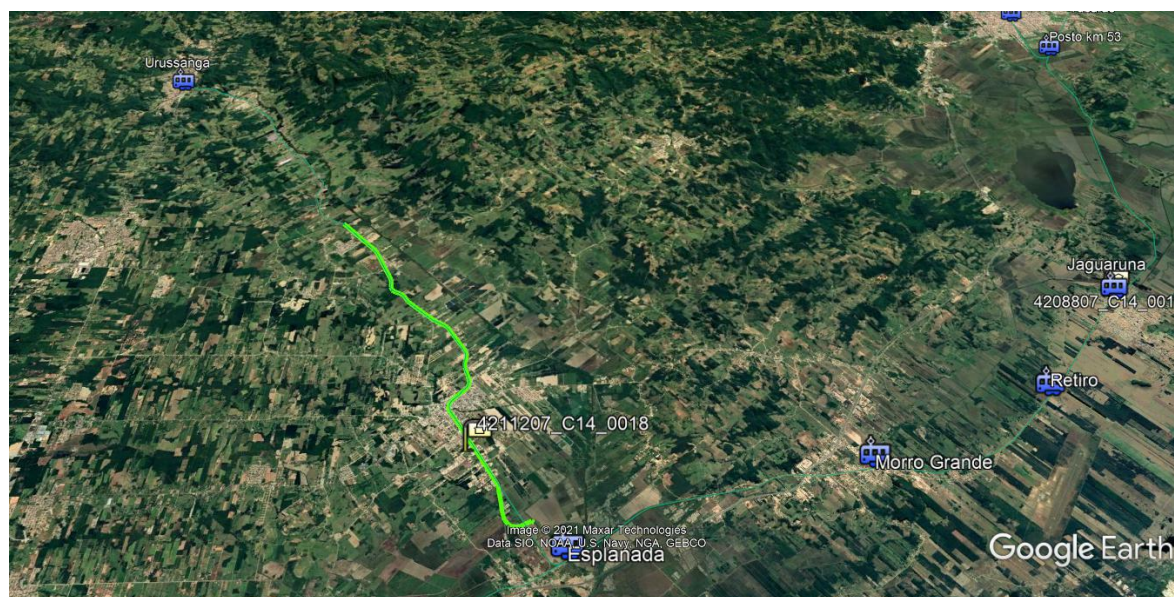 Posto km 53
Urussanga
Jaguaruna
4208807_C14_001
Retiro
4211207_C14_0018
Morro Grande
Image © 2021 Maxar Technologies
Data SIO, NOAA, U.S. Navy, NGA, GEBCO
Esplanada
Google Earth